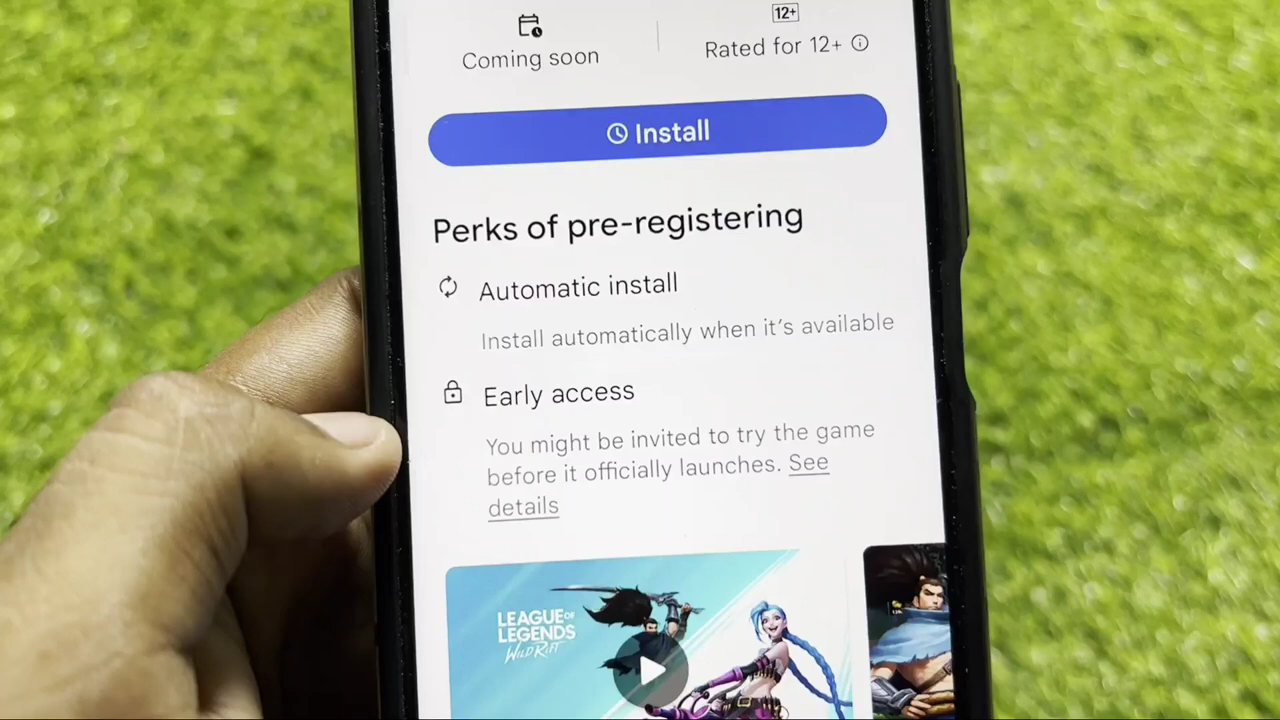 Coming soon
12+
Rated for 12+
Install
Perks of pre-registering
Automatic install
Install automatically when it's available
Early access
You might be invited to try the game
before it officially launches. See
details
LEAGUE OF
LEGENDS
WILD RIFT